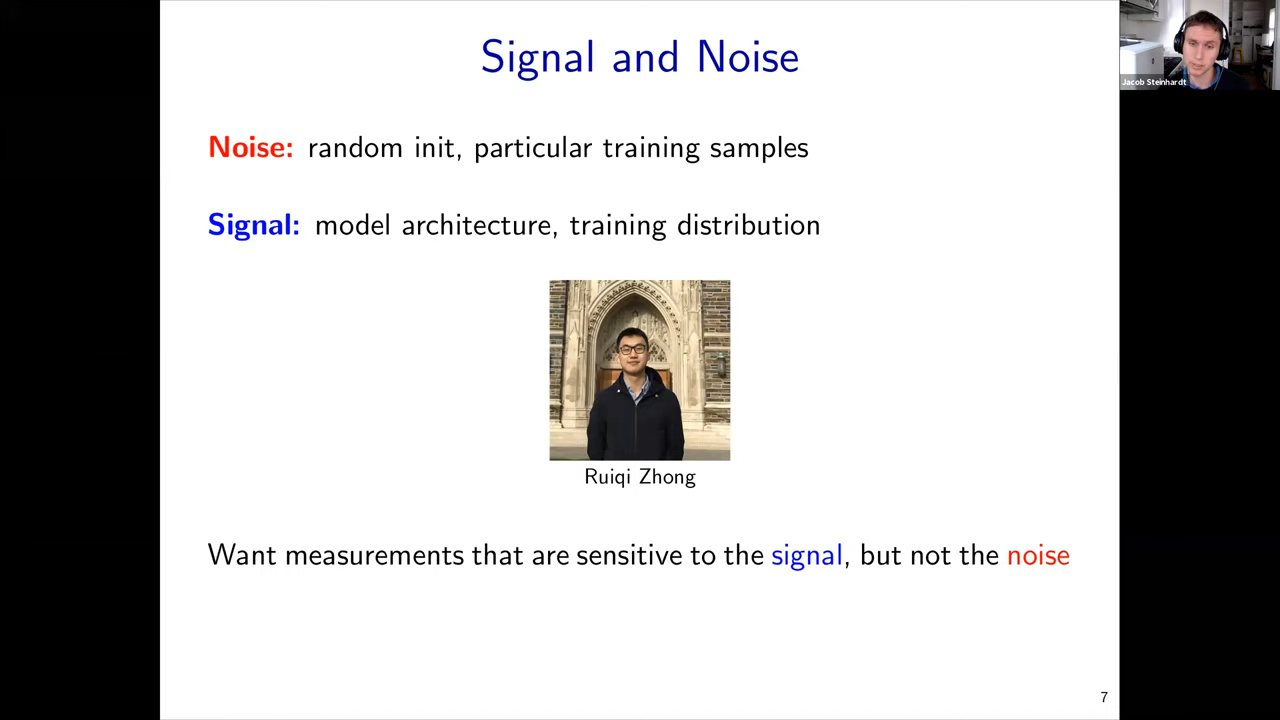 Signal and Noise
Jacob Steinhardt
Noise: random init, particular training samples
Signal: model architecture, training distribution
Ruiqi Zhong
Want measurements that are sensitive to the signal, but not the noise
7